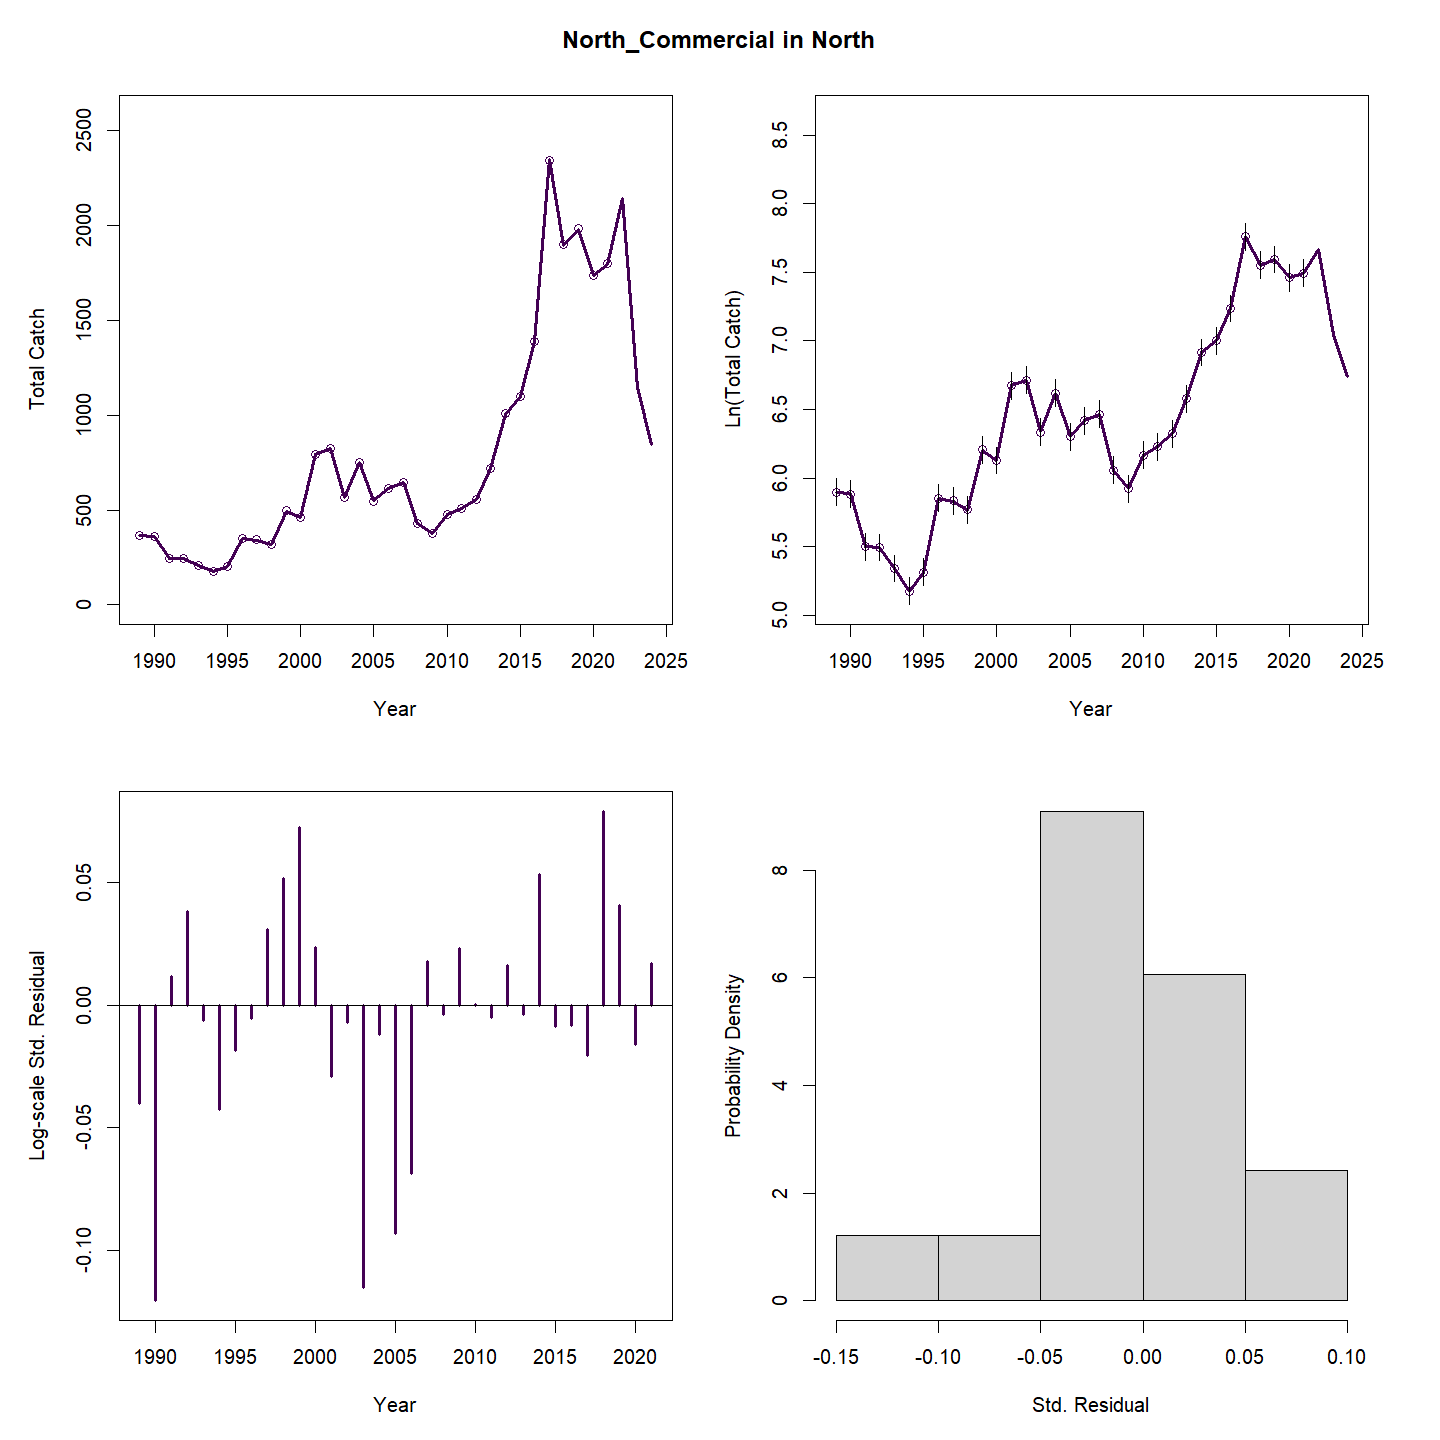 North_Commercial in North
Total Catch
2500
2000
1500
1000
500
0
1990 1995 2000 2005 2010 2015 2020 2025
Year
Ln(Total Catch)
8.5
8.0
7.5
7.0
6.5
6.0
5.5
5.0
1990 1995 2000 2005 2010 2015 2020 2025
Year
Log-scale Std. Residual
0.05
0.00
-0.05
-0.10
1990 1995 2000 2005 2010 2015 2020
Year
Probability Density
8
6
4
2
0
-0.15 -0.10 -0.05 0.00 0.05 0.10
Std. Residual